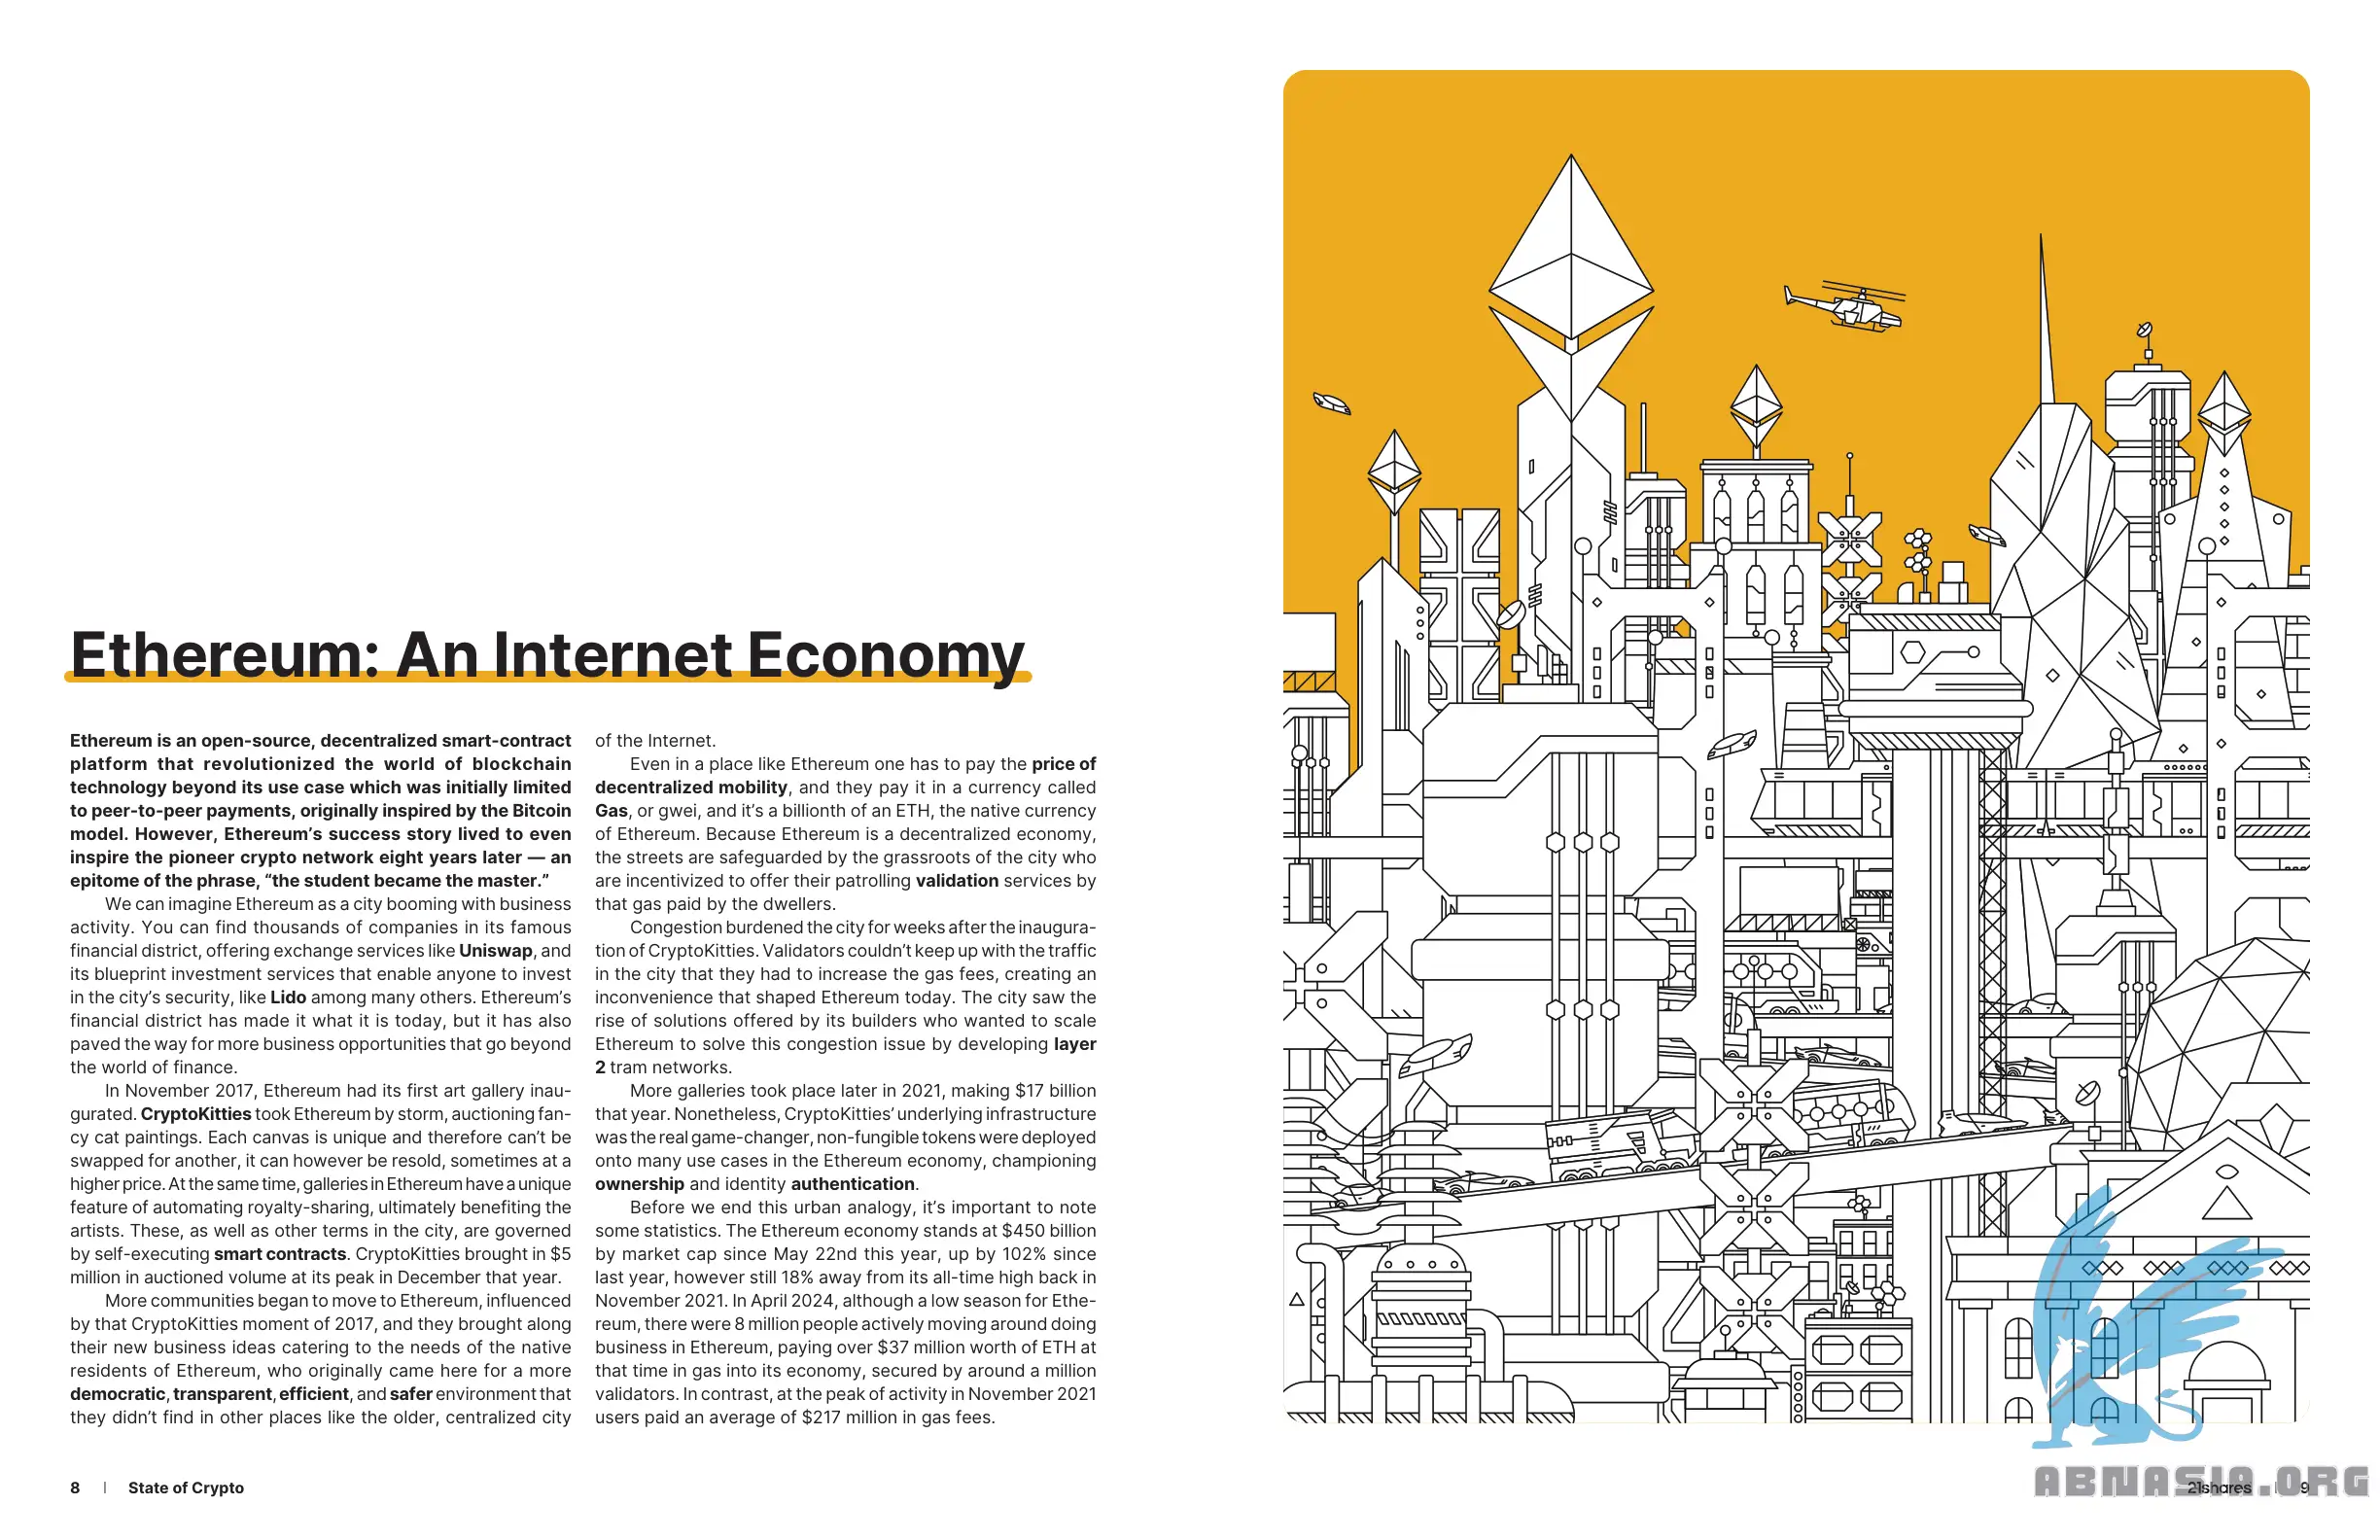 Ethereum: An Internet Economy
Ethereum is an open-source, decentralized smart-contract
platform that revolutionized the world of blockchain
technology beyond its use case which was initially limited
to peer-to-peer payments, originally inspired by the Bitcoin
model. However, Ethereum’s success story lived to even
inspire the pioneer crypto network eight years later — an
epitome of the phrase, “the student became the master.”
We can imagine Ethereum as a city booming with business
activity. You can find thousands of companies in its famous
financial district, offering exchange services like Uniswap, and
its blueprint investment services that enable anyone to invest
in the city’s security, like Lido among many others. Ethereum’s
financial district has made it what it is today, but it has also
paved the way for more business opportunities that go beyond
the world of finance.
In November 2017, Ethereum had its first art gallery inau-
gurated. CryptoKitties took Ethereum by storm, auctioning fan-
cy cat paintings. Each canvas is unique and therefore can’t be
swapped for another, it can however be resold, sometimes at a
higher price. At the same time, galleries in Ethereum have a unique
feature of automating royalty-sharing, ultimately benefiting the
artists. These, as well as other terms in the city, are governed
by self-executing smart contracts. CryptoKitties brought in $5
million in auctioned volume at its peak in December that year.
More communities began to move to Ethereum, influenced
by that CryptoKitties moment of 2017, and they brought along
their new business ideas catering to the needs of the native
residents of Ethereum, who originally came here for a more
democratic, transparent, efficient, and safer environment that
they didn’t find in other places like the older, centralized city
of the Internet.
Even in a place like Ethereum one has to pay the price of
decentralized mobility, and they pay it in a currency called
Gas, or gwei, and it’s a billionth of an ETH, the native currency
of Ethereum. Because Ethereum is a decentralized economy,
the streets are safeguarded by the grassroots of the city who
are incentivized to offer their patrolling validation services by
that gas paid by the dwellers.
Congestion burdened the city for weeks after the inaugura-
tion of CryptoKitties. Validators couldn’t keep up with the traffic
in the city that they had to increase the gas fees, creating an
inconvenience that shaped Ethereum today. The city saw the
rise of solutions offered by its builders who wanted to scale
Ethereum to solve this congestion issue by developing layer
2 tram networks.
More galleries took place later in 2021, making $17 billion
that year. Nonetheless, CryptoKitties’ underlying infrastructure
was the real game-changer, non-fungible tokens were deployed
onto many use cases in the Ethereum economy, championing
ownership and identity authentication.
Before we end this urban analogy, it’s important to note
some statistics. The Ethereum economy stands at $450 billion
by market cap since May 22nd this year, up by 102% since
last year, however still 18% away from its all-time high back in
November 2021. In April 2024, although a low season for Ethe-
reum, there were 8 million people actively moving around doing
business in Ethereum, paying over $37 million worth of ETH at
that time in gas into its economy, secured by around a million
validators. In contrast, at the peak of activity in November 2021
users paid an average of $217 million in gas fees.
8 | State of Crypto
21shares | 9
ABNASIA.ORG